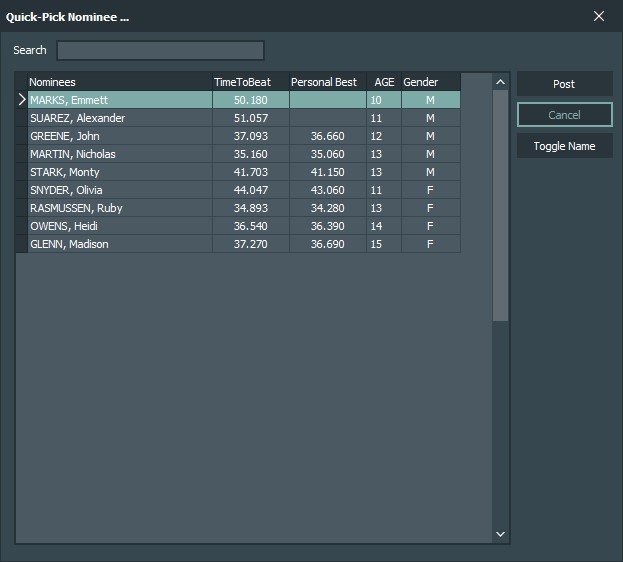 Quick-Pick Nominee ...
Search
Nominees TimeToBeat Personal Best AGE Gender
MARKS, Emmett 50.180 10 M
SUAREZ, Alexander 51.057 11 M
GREENE, John 37.093 36.660 12 M
MARTIN, Nicholas 35.160 35.060 13 M
STARK, Monty 41.703 41.150 13 M
SNYDER, Olivia 44.047 43.060 11 F
RASMUSSEN, Ruby 34.893 34.280 13 F
OWENS, Heidi 36.540 36.390 14 F
GLENN, Madison 37.270 36.690 15 F
Post
Cancel
Toggle Name